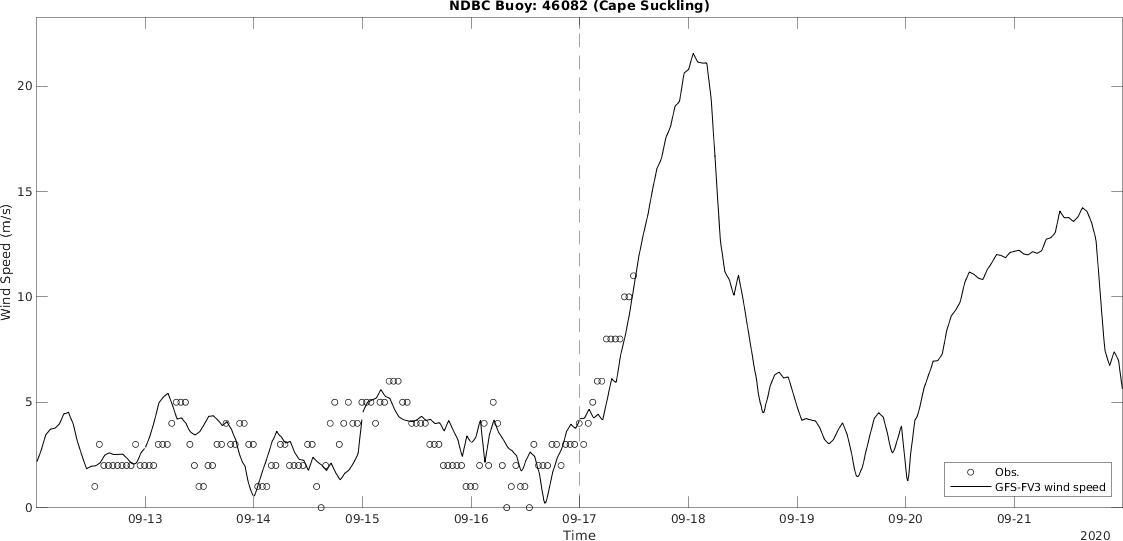 NDBC Buoy: 46082 (Cape Suckling)
20
15
10
5
0
Wind Speed (m/s)
09-13 09-14 09-15 09-16 09-17 09-18 09-19 09-20 09-21
Time
2020
Obs.
GFS-FV3 wind speed